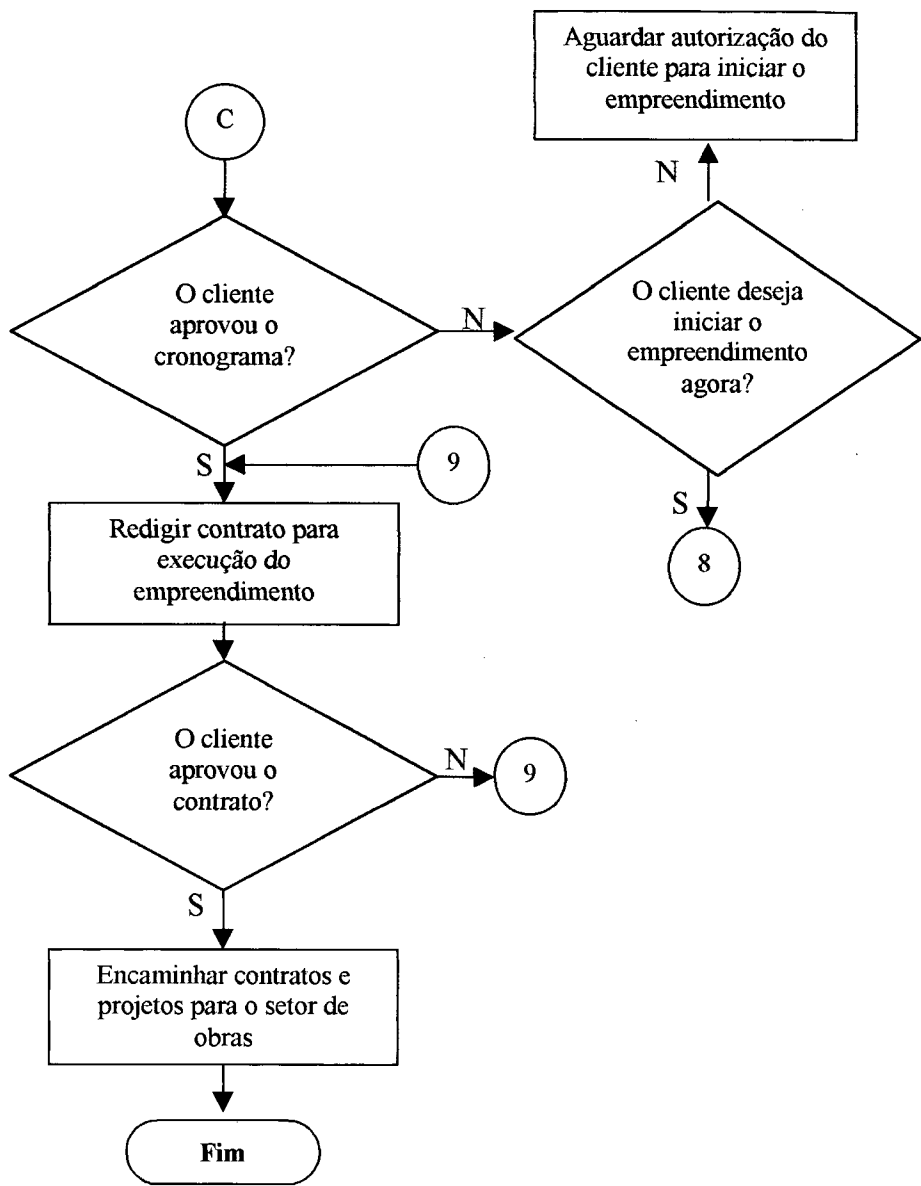 Aguardar autorização do
cliente para iniciar o
empreendimento
C
N
O cliente
aprovou o
cronograma?
N
O cliente deseja
iniciar o
empreendimento
agora?
S
9
S
8
Redigir contrato para
execução do
empreendimento
O cliente
aprovou o
contrato?
N
9
S
Encaminhar contratos e
projetos para o setor de
obras
Fim